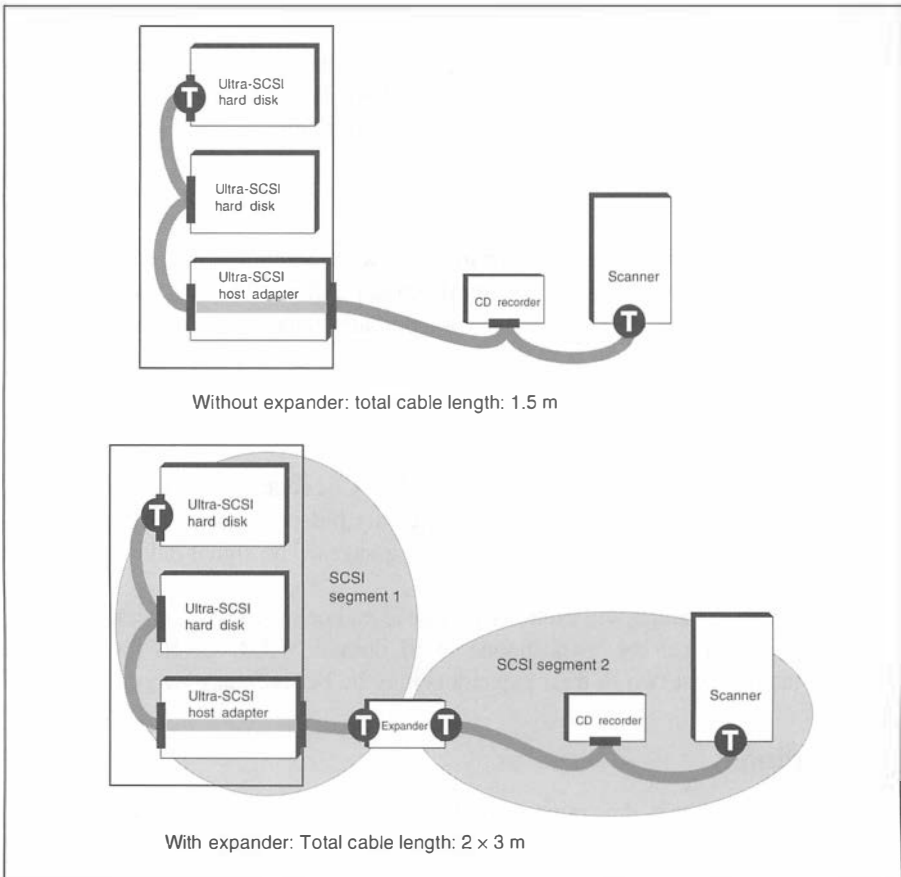 Ultra-SCSI
hard disk
T
Ultra-SCSI
hard disk
Ultra-SCSI
host adapter
CD recorder
Scanner
T
Without expander: total cable length: 1.5 m
Ultra-SCSI
hard disk
T
SCSI
segment 1
Ultra-SCSI
hard disk
SCSI segment 2
Ultra-SCSI
host adapter
Scanner
T
Expander
T
CD recorder
T
With expander: Total cable length: 2 × 3 m